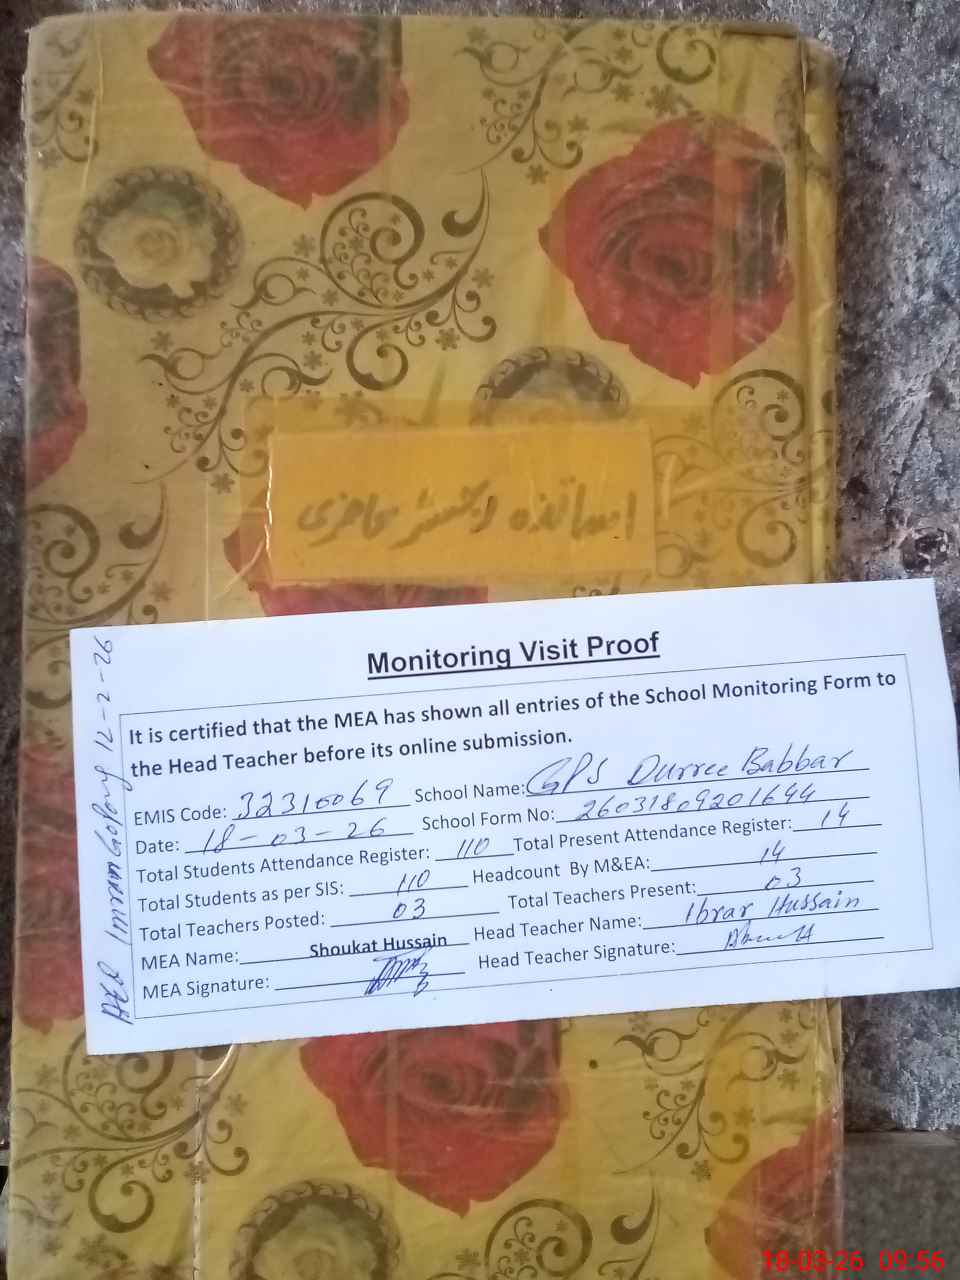 اساتذہ رجسٹر حاضری
Monitoring Visit Proof
It is certified that the MEA has shown all entries of the School Monitoring Form to
the Head Teacher before its online submission.
EMIS Code: 32310069 School Name: GPS Durree Babbar
Date: 18-03-26 School Form No: 26031809201644
Total Students Attendance Register: 110 Total Present Attendance Register: 14
Total Students as per SIS: 110 Headcount By M&EA: 14
Total Teachers Posted: 03 Total Teachers Present: 03
MEA Name: Shoukat Hussain Head Teacher Name: Ibrar Hussain
MEA Signature: Head Teacher Signature:
12-2-26
18-03-26 09:56